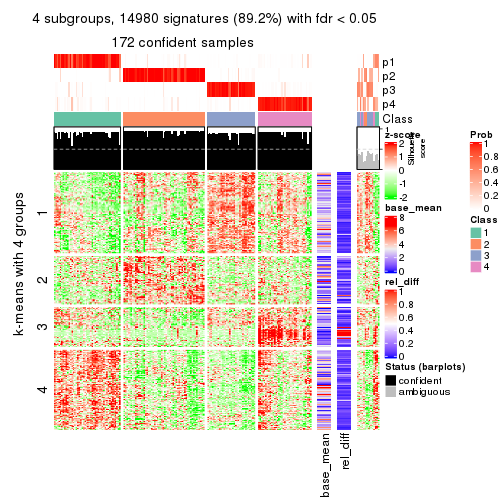 4 subgroups, 14980 signatures (89.2%) with fdr < 0.05
172 confident samples
p1
p2
p3
p4
Class
1
Silhouette
score
k-means with 4 groups
1
2
3
4
base_mean
rel_diff
z-score
2
1
0
-1
-2
base_mean
8
6
4
2
0
rel_diff
1
0.8
0.6
0.4
0.2
0
Status (barplots)
confident
ambiguous
Prob
1
0.8
0.6
0.4
0.2
0
Class
1
2
3
4